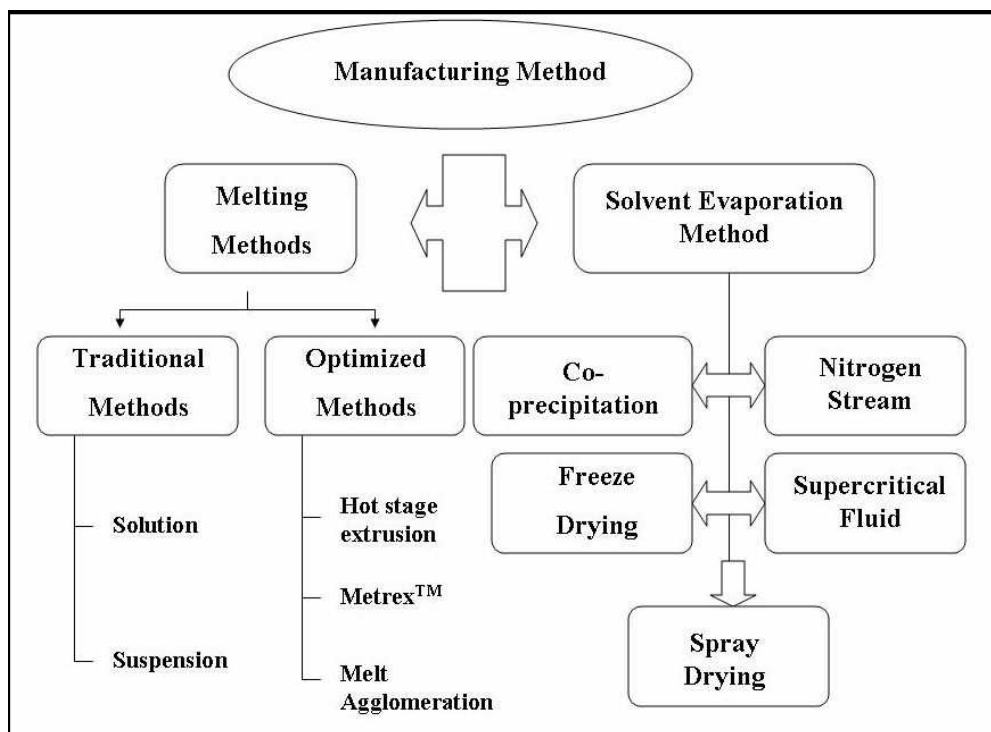 Manufacturing Method
Melting
Methods
Solvent Evaporation
Method
Traditional
Methods
Optimized
Methods
Co-
precipitation
Nitrogen
Stream
Freeze
Drying
Supercritical
Fluid
Solution
Suspension
Hot stage
extrusion
Metrex™
Melt
Agglomeration
Spray
Drying